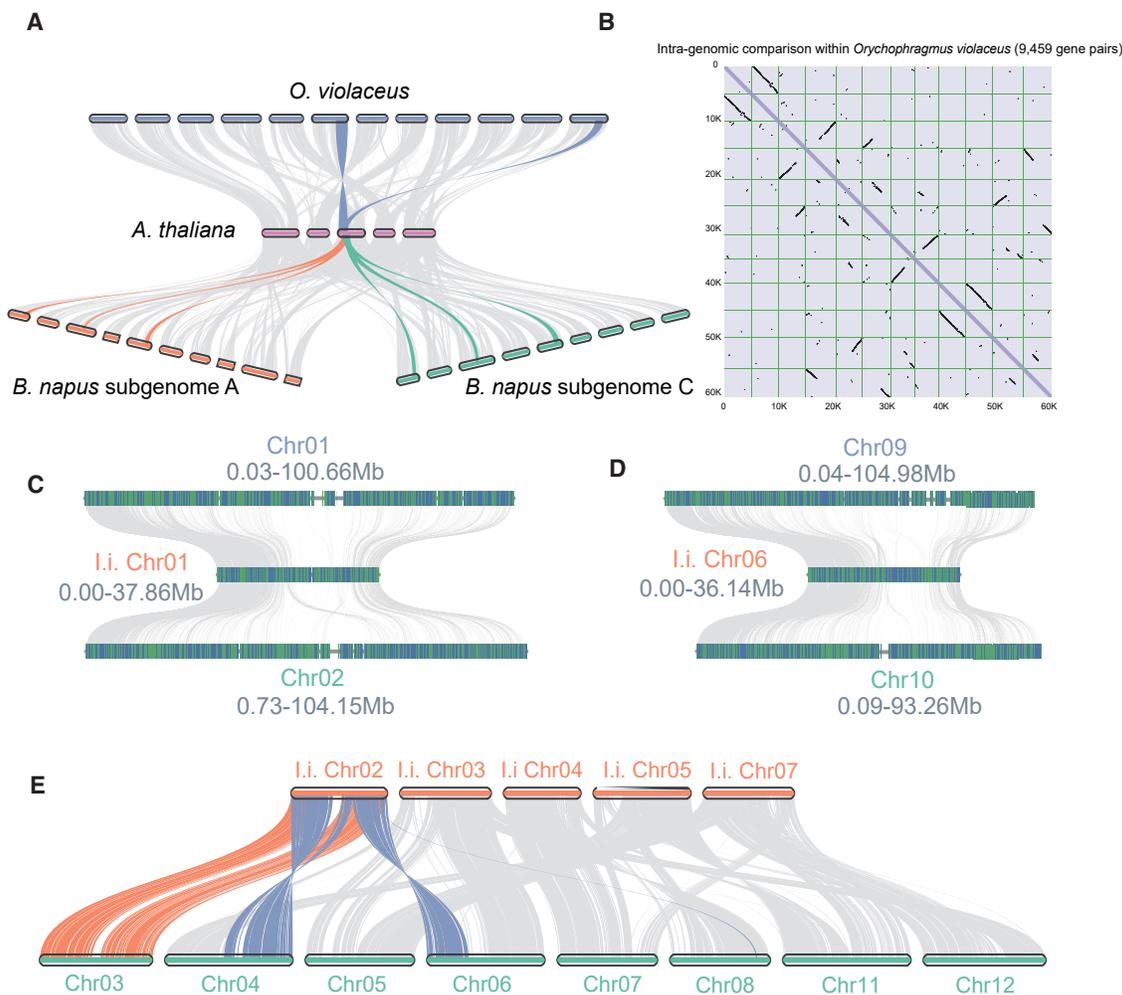 A
B
Intra-genomic comparison within Orychophragmus violaceus (9,459 gene pairs)
O. violaceus
A. thaliana
B. napus subgenome A
B. napus subgenome C
0
10K
20K
30K
40K
50K
60K
0
10K
20K
30K
40K
50K
60K
C
Chr01
0.03-100.66Mb
I.i. Chr01
0.00-37.86Mb
Chr02
0.73-104.15Mb
D
Chr09
0.04-104.98Mb
I.i. Chr06
0.00-36.14Mb
Chr10
0.09-93.26Mb
E
I.i. Chr02 I.i. Chr03 I.i Chr04 I.i. Chr05 I.i. Chr07
Chr03 Chr04 Chr05 Chr06 Chr07 Chr08 Chr11 Chr12